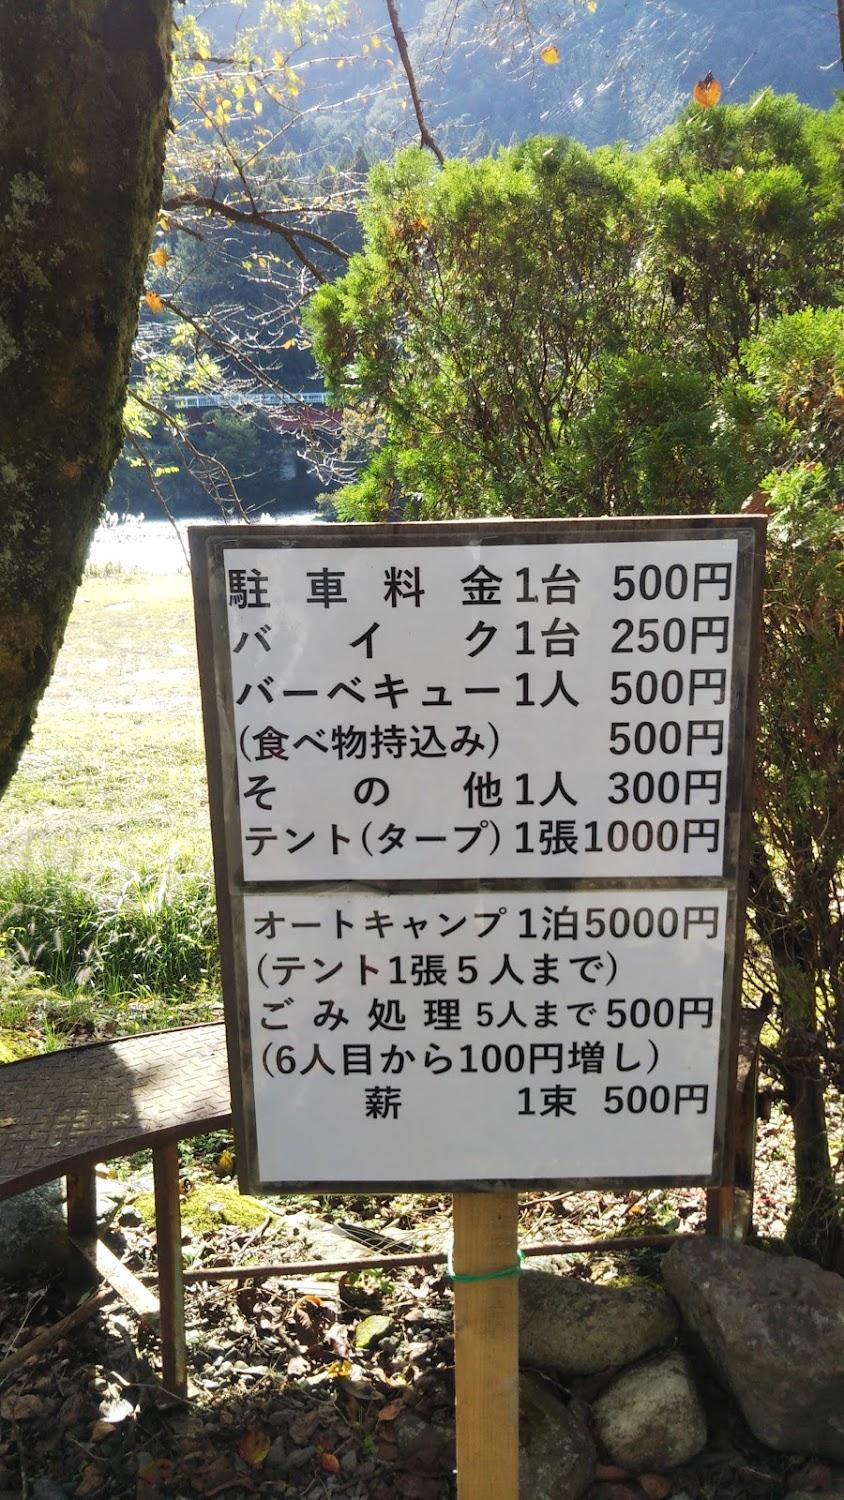 駐車料金1台 500円
バイク1台 250円
バーベキュー1人 500円
(食べ物持込み) 500円
その他1人 300円
テント(タープ)1張1000円
オートキャンプ1泊5000円
(テント1張5人まで)
ごみ処理 5人まで500円
(6人目から100円増し)
薪 1束 500円